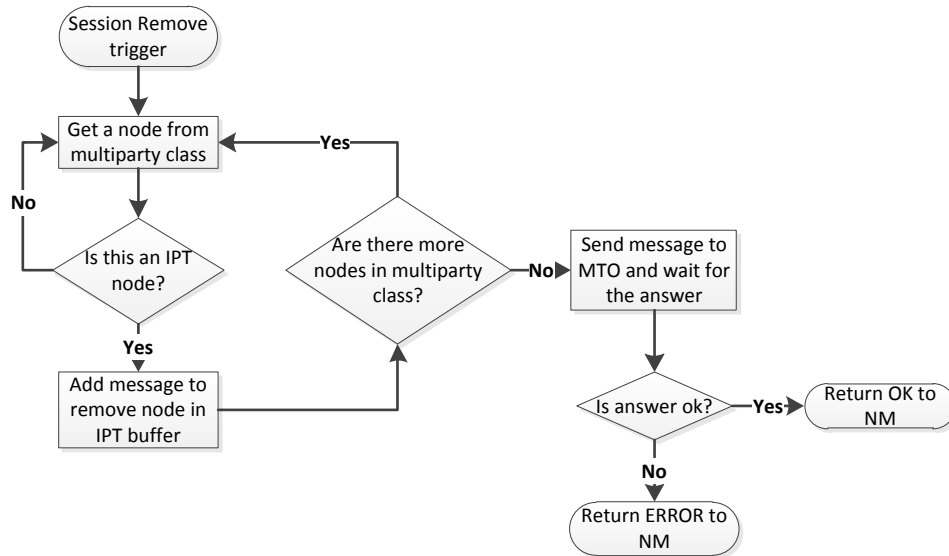 Session Remove
trigger
Get a node from
multiparty class
Yes
No
Is this an IPT
node?
Are there more
nodes in multiparty
class?
No
Send message to
MTO and wait for
the answer
Yes
Add message to
remove node in
IPT buffer
Is answer ok?
Yes
Return OK to
NM
No
Return ERROR to
NM